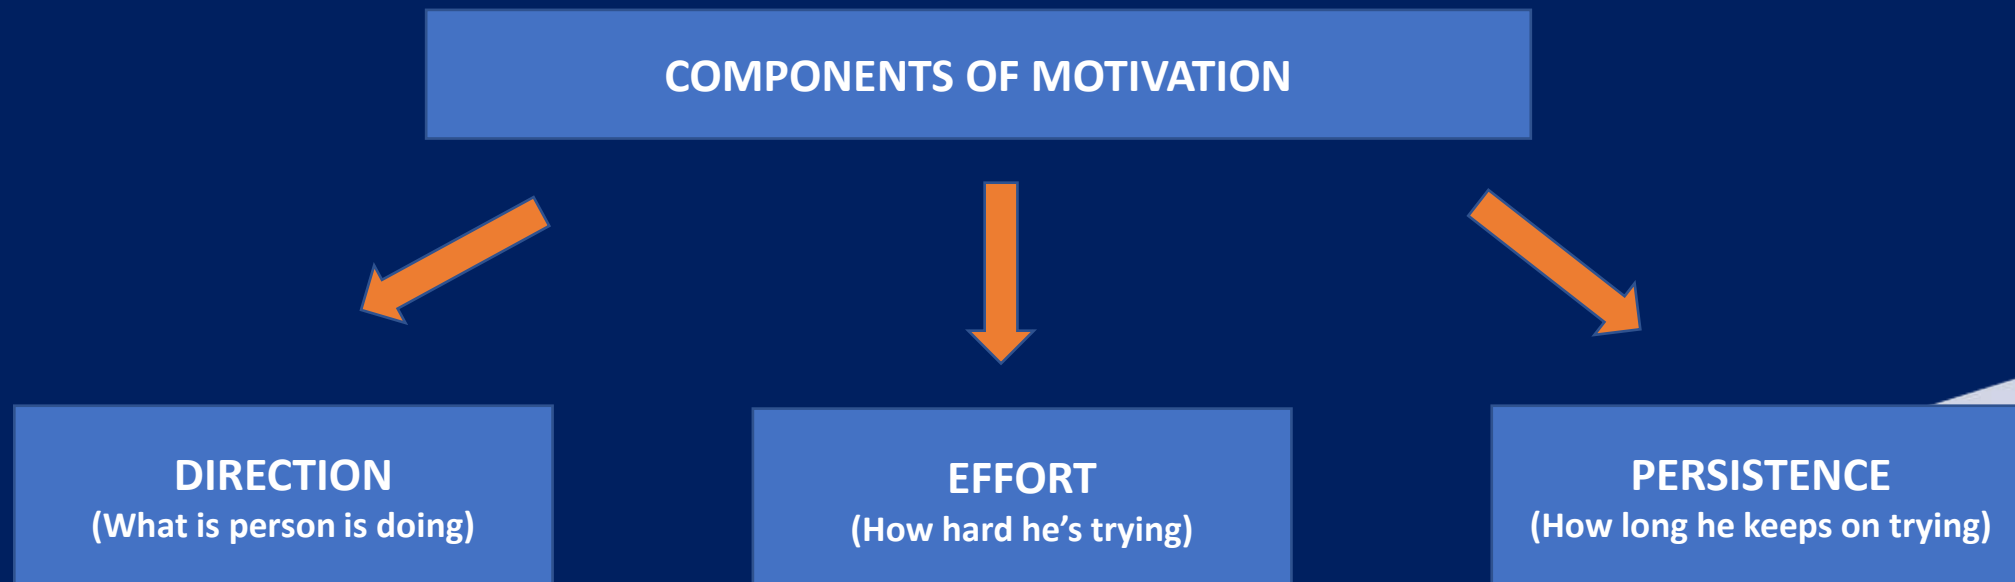 COMPONENTS OF MOTIVATION
DIRECTION
(What is person is doing)
EFFORT
(How hard he’s trying)
PERSISTENCE
(How long he keeps on trying)